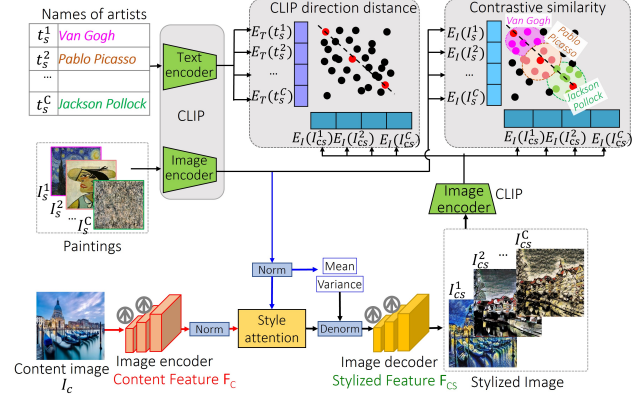 Names of artists
t_s^1 Van Gogh
t_s^2 Pablo Picasso
...
t_s^C Jackson Pollock
Text
encoder
CLIP
Image
encoder
CLIP direction distance
E_T(t_s^1)
E_T(t_s^2)
...
E_T(t_s^C)
E_I(I_cs^1) E_I(I_cs^2) E_I(I_cs^C)
Contrastive similarity
E_I(I_s^1)
E_I(I_s^2)
...
E_I(I_s^C)
Van Gogh
Pablo
Picasso
Jackson
Pollock
E_I(I_cs^1) E_I(I_cs^2) E_I(I_cs^C)
I_s^1
I_s^2
...
I_s^C
Paintings
Image
encoder
CLIP
Norm
Mean
Variance
I_cs^1
I_cs^2
...
I_cs^C
Norm
Style
attention
Denorm
Content image
I_c
Image encoder
Content Feature F_C
Image decoder
Stylized Feature F_CS
Stylized Image